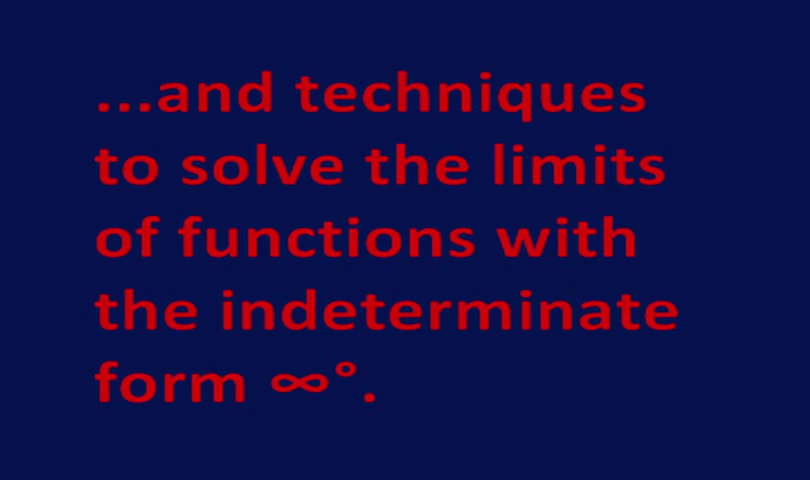 ...and techniques
to solve the limits
of functions with
the indeterminate
form ∞°.